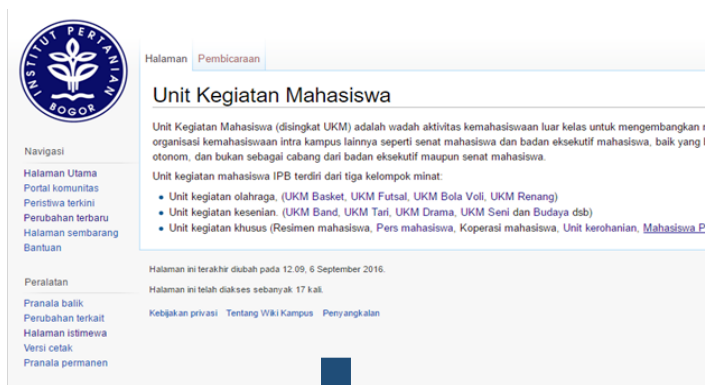 INSTITUT PERTANIAN
BOGOR
Halaman Pembicaraan
Unit Kegiatan Mahasiswa
Unit Kegiatan Mahasiswa (disingkat UKM) adalah wadah aktivitas kemahasiswaan luar kelas untuk mengembangkan
organisasi kemahasiswaan intra kampus lainnya seperti senat mahasiswa dan badan eksekutif mahasiswa, baik yang
otonom, dan bukan sebagai cabang dari badan eksekutif maupun senat mahasiswa.
Unit kegiatan mahasiswa IPB terdiri dari tiga kelompok minat:
• Unit kegiatan olahraga, (UKM Basket, UKM Futsal, UKM Bola Voli, UKM Renang)
• Unit kegiatan kesenian. (UKM Band, UKM Tari, UKM Drama, UKM Seni dan Budaya dsb)
• Unit kegiatan khusus (Resimen mahasiswa, Pers mahasiswa, Koperasi mahasiswa, Unit kerohanian, Mahasiswa
Halaman ini terakhir diubah pada 12.09, 6 September 2016.
Halaman ini telah diakses sebanyak 17 kali.
Kebijakan privasi Tentang Wiki Kampus Penyangkalan
Navigasi
Halaman Utama
Portal komunitas
Peristiwa terkini
Perubahan terbaru
Halaman sembarang
Bantuan
Peralatan
Pranala balik
Perubahan terkait
Halaman istimewa
Versi cetak
Pranala permanen